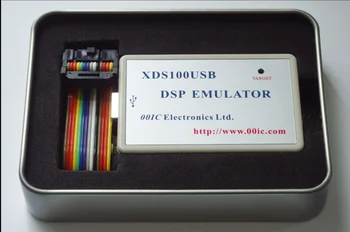 XDS100USB
TARGET
DSP EMULATOR
00IC Electronics Ltd.
http://www.00ic.com